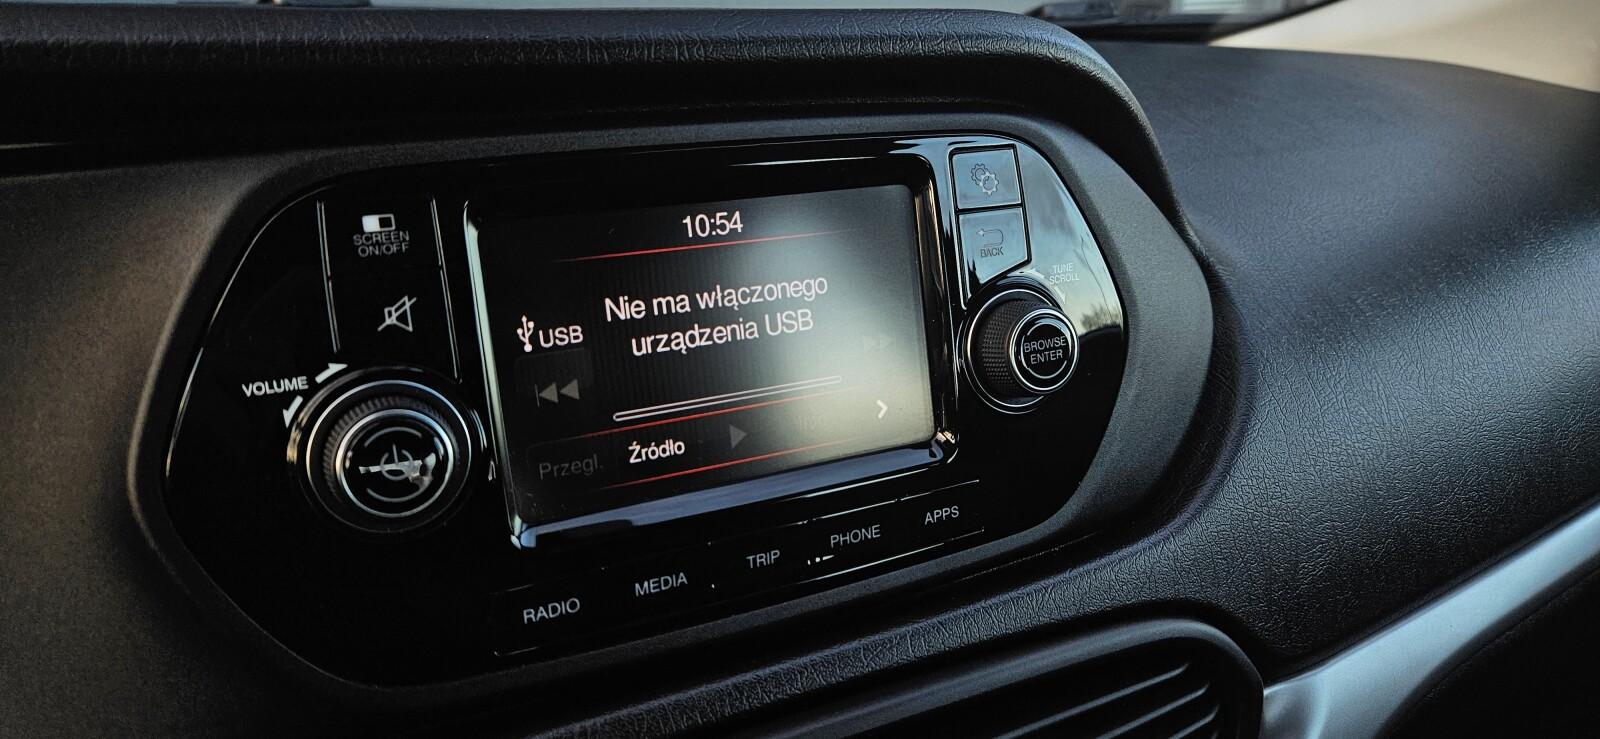 SCREEN
ON/OFF
VOLUME
10:54
USB
Nie ma włączonego
urządzenia USB
Przegl.
Źródło
BACK
TUNE
SCROLL
BROWSE
ENTER
RADIO
MEDIA
TRIP
PHONE
APPS